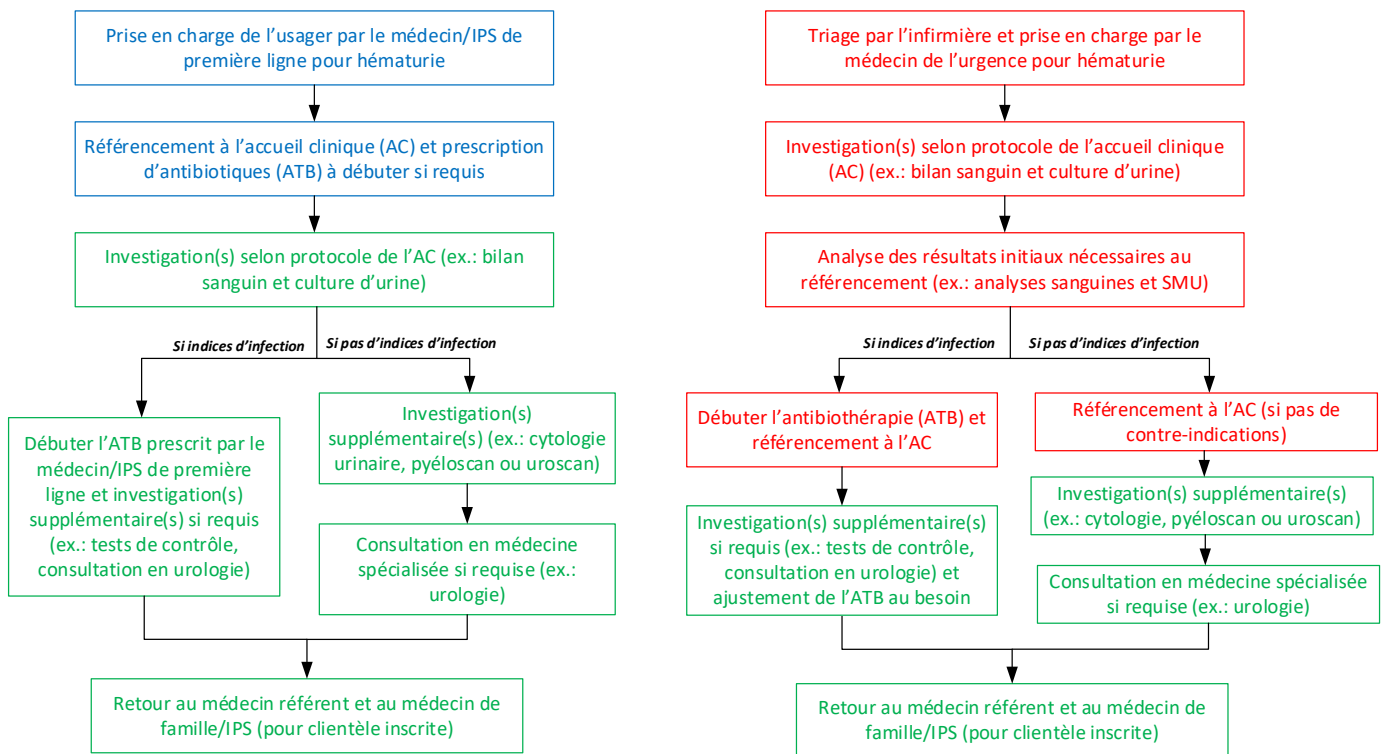 Prise en charge de l’usager par le médecin/IPS de
première ligne pour hématurie
Référencement à l’accueil clinique (AC) et prescription
d’antibiotiques (ATB) à débuter si requis
Investigation(s) selon protocole de l’AC (ex.: bilan
sanguin et culture d’urine)
Si indices d’infection
Si pas d’indices d’infection
Débuter l’ATB prescrit par le
médecin/IPS de première
ligne et investigation(s)
supplémentaire(s) si requis
(ex.: tests de contrôle,
consultation en urologie)
Investigation(s)
supplémentaire(s) (ex.: cytologie
urinaire, pyéloscan ou uroscan)
Consultation en médecine
spécialisée si requise (ex.:
urologie)
Retour au médecin référent et au médecin de
famille/IPS (pour clientèle inscrite)
Triage par l’infirmière et prise en charge par le
médecin de l’urgence pour hématurie
Investigation(s) selon protocole de l’accueil clinique
(AC) (ex.: bilan sanguin et culture d’urine)
Analyse des résultats initiaux nécessaires au
référencement (ex.: analyses sanguines et SMU)
Si indices d’infection
Si pas d’indices d’infection
Débuter l’antibiothérapie (ATB) et
référencement à l’AC
Investigation(s) supplémentaire(s)
si requis (ex.: tests de contrôle,
consultation en urologie) et
ajustement de l’ATB au besoin
Référencement à l’AC (si pas de
contre-indications)
Investigation(s) supplémentaire(s)
(ex.: cytologie, pyéloscan ou uroscan)
Consultation en médecine spécialisée
si requise (ex.: urologie)
Retour au médecin référent et au médecin de
famille/IPS (pour clientèle inscrite)